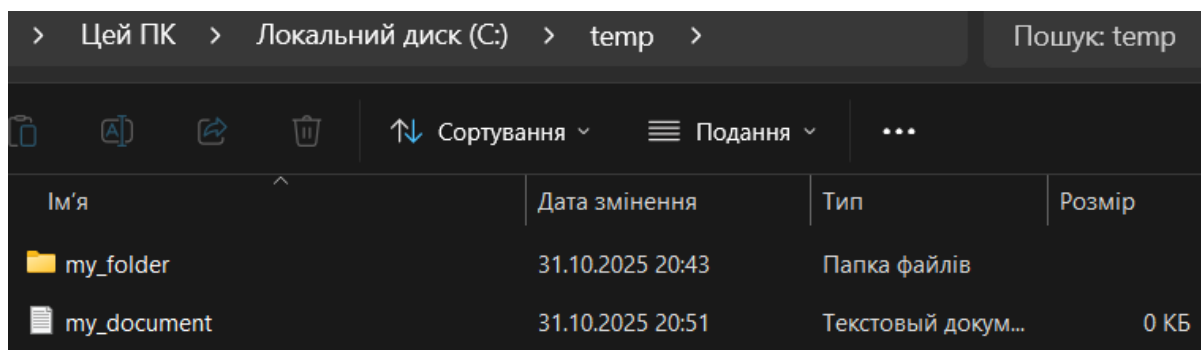 > Цей ПК > Локальний диск (C:) > temp > Пошук: temp
Сортування Подання •••
Ім'я Дата змінення Тип Розмір
my_folder 31.10.2025 20:43 Папка файлів
my_document 31.10.2025 20:51 Текстовый докум... 0 КБ